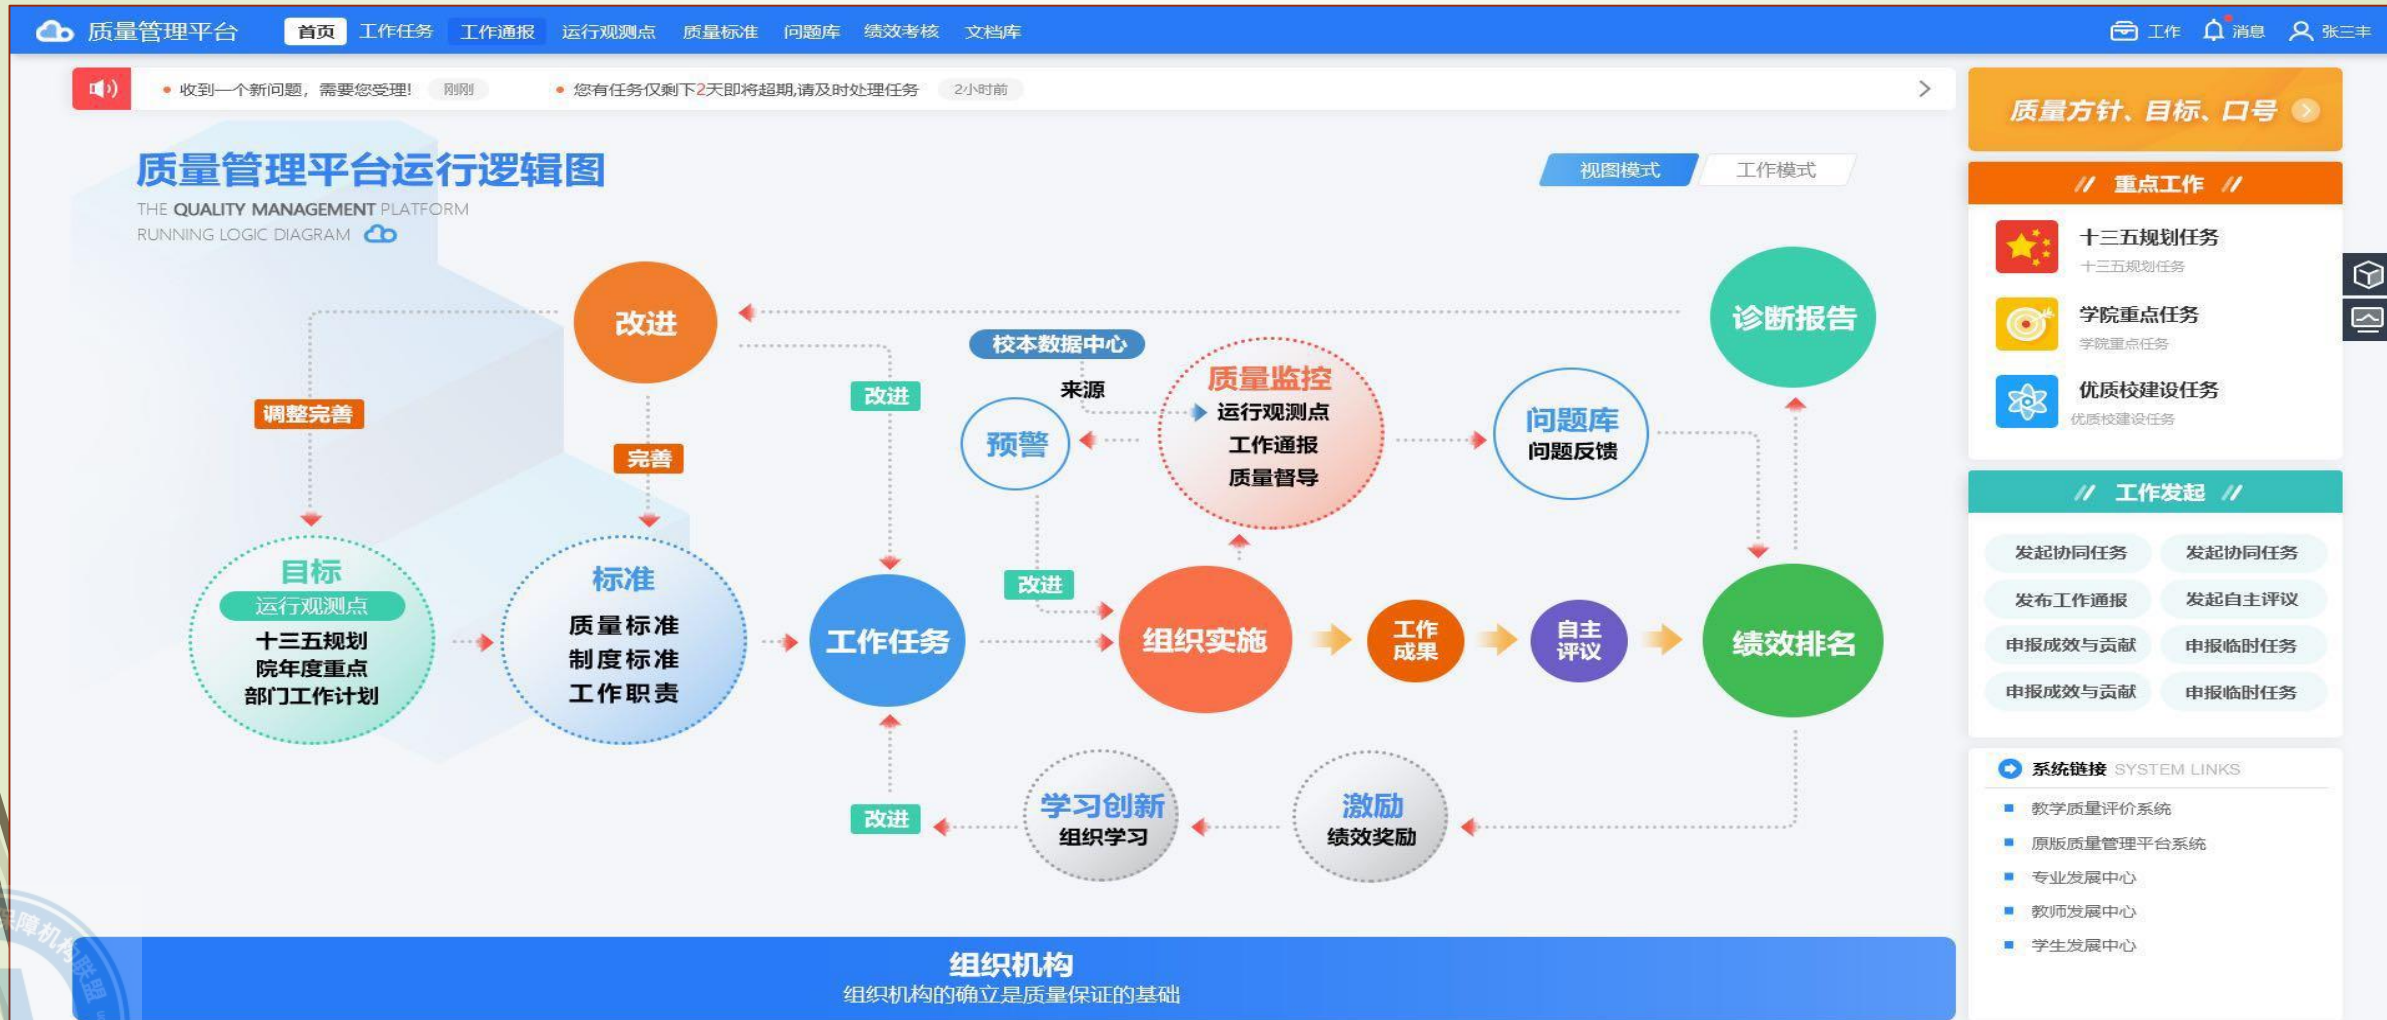 质量管理平台
首页 工作任务 工作通报 运行观测点 质量标准 问题库 绩效考核 文档库
工作 消息 张三丰
收到一个新问题，需要您受理! 刚刚
您有任务仅剩下2天即将超期,请及时处理任务 2小时前
质量管理平台运行逻辑图
THE QUALITY MANAGEMENT PLATFORM
RUNNING LOGIC DIAGRAM
视图模式 工作模式
改进
诊断报告
校本数据中心
来源
质量监控
运行观测点
工作通报
质量督导
预警
问题库
问题反馈
调整完善
完善
改进
改进
目标
运行观测点
十三五规划
院年度重点
部门工作计划
标准
质量标准
制度标准
工作职责
工作任务
组织实施
工作
成果
自主
评议
绩效排名
改进
学习创新
组织学习
激励
绩效奖励
组织机构
组织机构的确立是质量保证的基础
质量方针、目标、口号
// 重点工作 //
十三五规划任务
十三五规划任务
学院重点任务
学院重点任务
优质校建设任务
优质校建设任务
// 工作发起 //
发起协同任务 发起协同任务
发布工作通报 发起自主评议
申报成效与贡献 申报临时任务
申报成效与贡献 申报临时任务
系统链接 SYSTEM LINKS
教学质量评价系统
原版质量管理平台系统
专业发展中心
教师发展中心
学生发展中心
障机构联盟